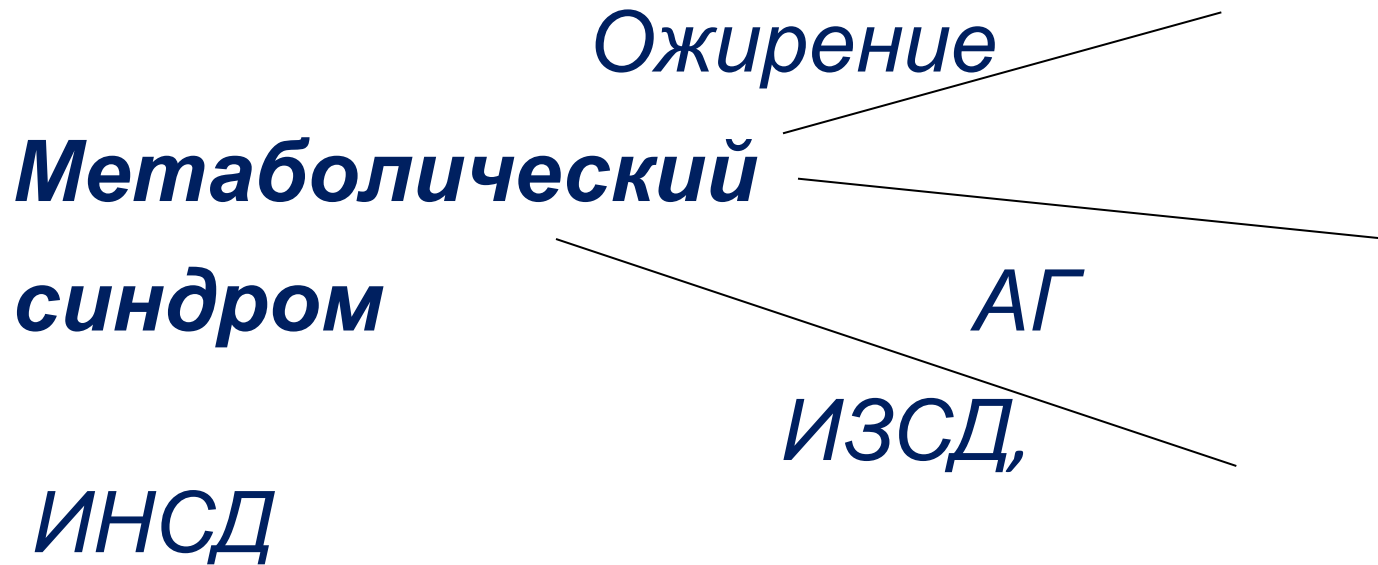 Ожирение
Метаболический
синдром АГ
ИЗСД,
ИНСД